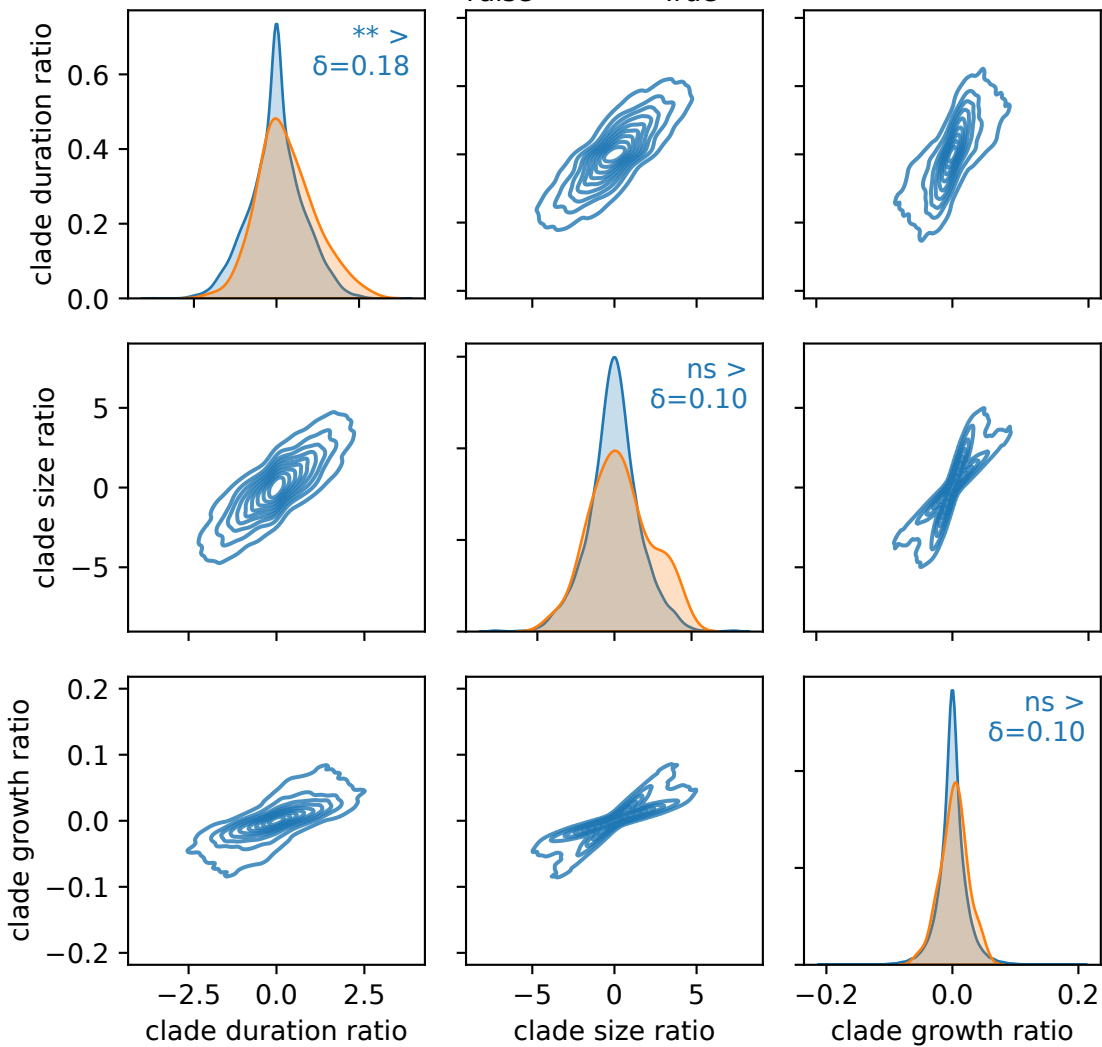 ** >
δ=0.18
clade duration ratio
0.6
0.4
0.2
0.0
ns >
δ=0.10
clade size ratio
5
0
−5
ns >
δ=0.10
clade growth ratio
0.2
0.1
0.0
−0.1
−0.2
−2.5 0.0 2.5
−5 0 5
−0.2 0.0 0.2
clade duration ratio
clade size ratio
clade growth ratio